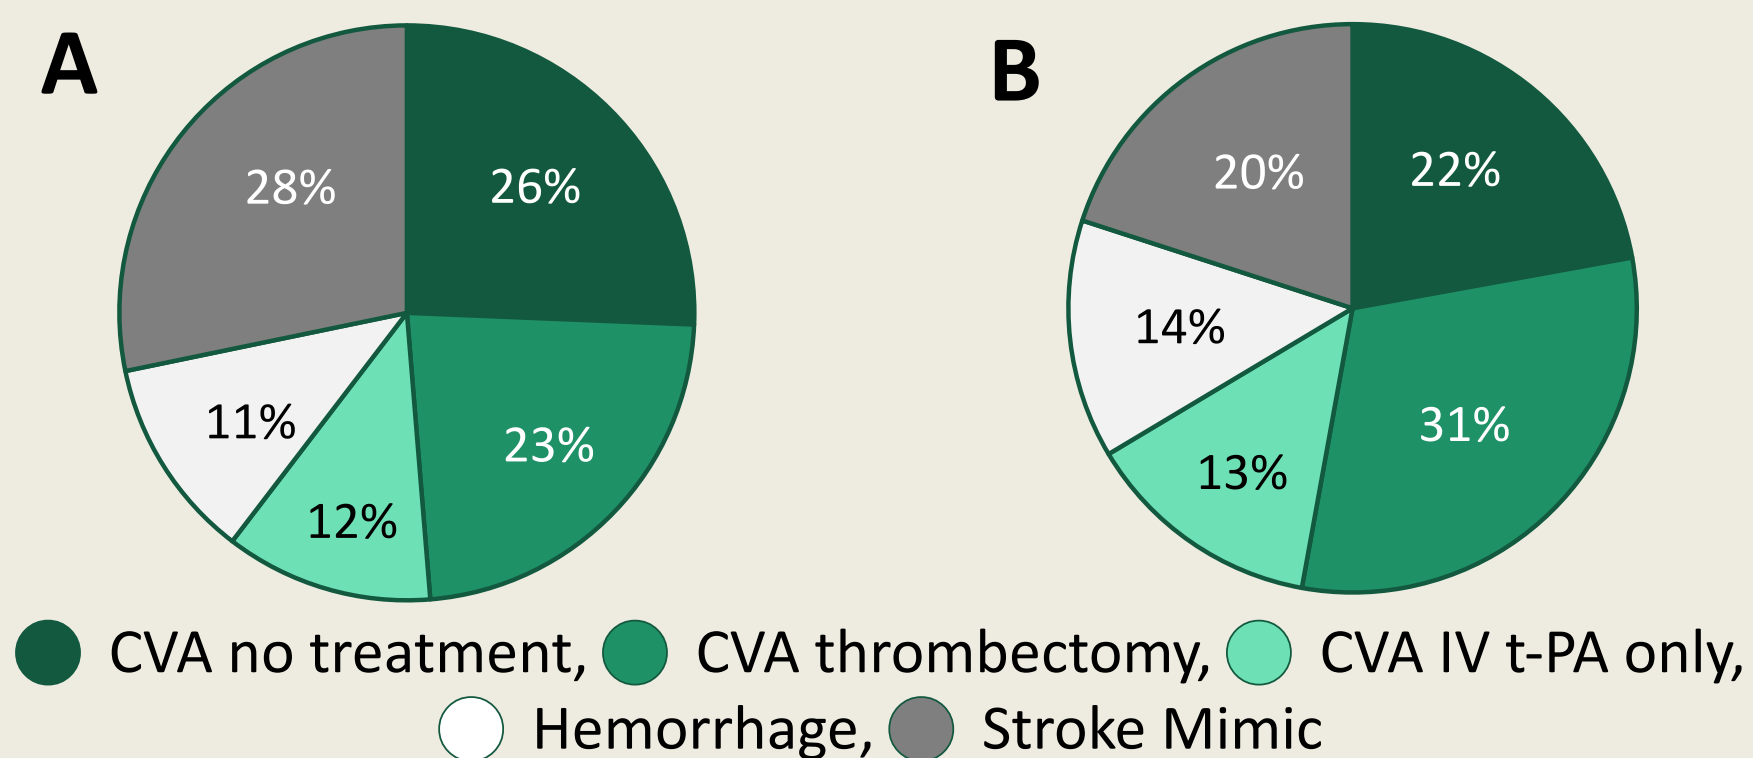 A
B
28%
26%
11%
12%
23%
20%
22%
14%
13%
31%
CVA no treatment, CVA thrombectomy, CVA IV t-PA only,
Hemorrhage, Stroke Mimic